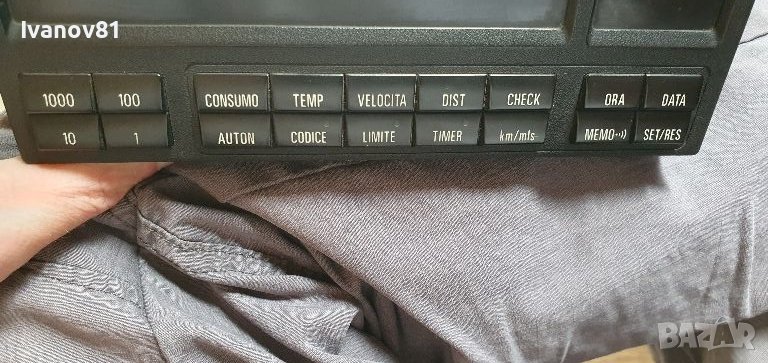 Ivanov81
1000 100 CONSUMO TEMP VELOCITA DIST CHECK ORA DATA
10 1 AUTON CODICE LIMITE TIMER km/mls MEMO SET/RES
BAZAR